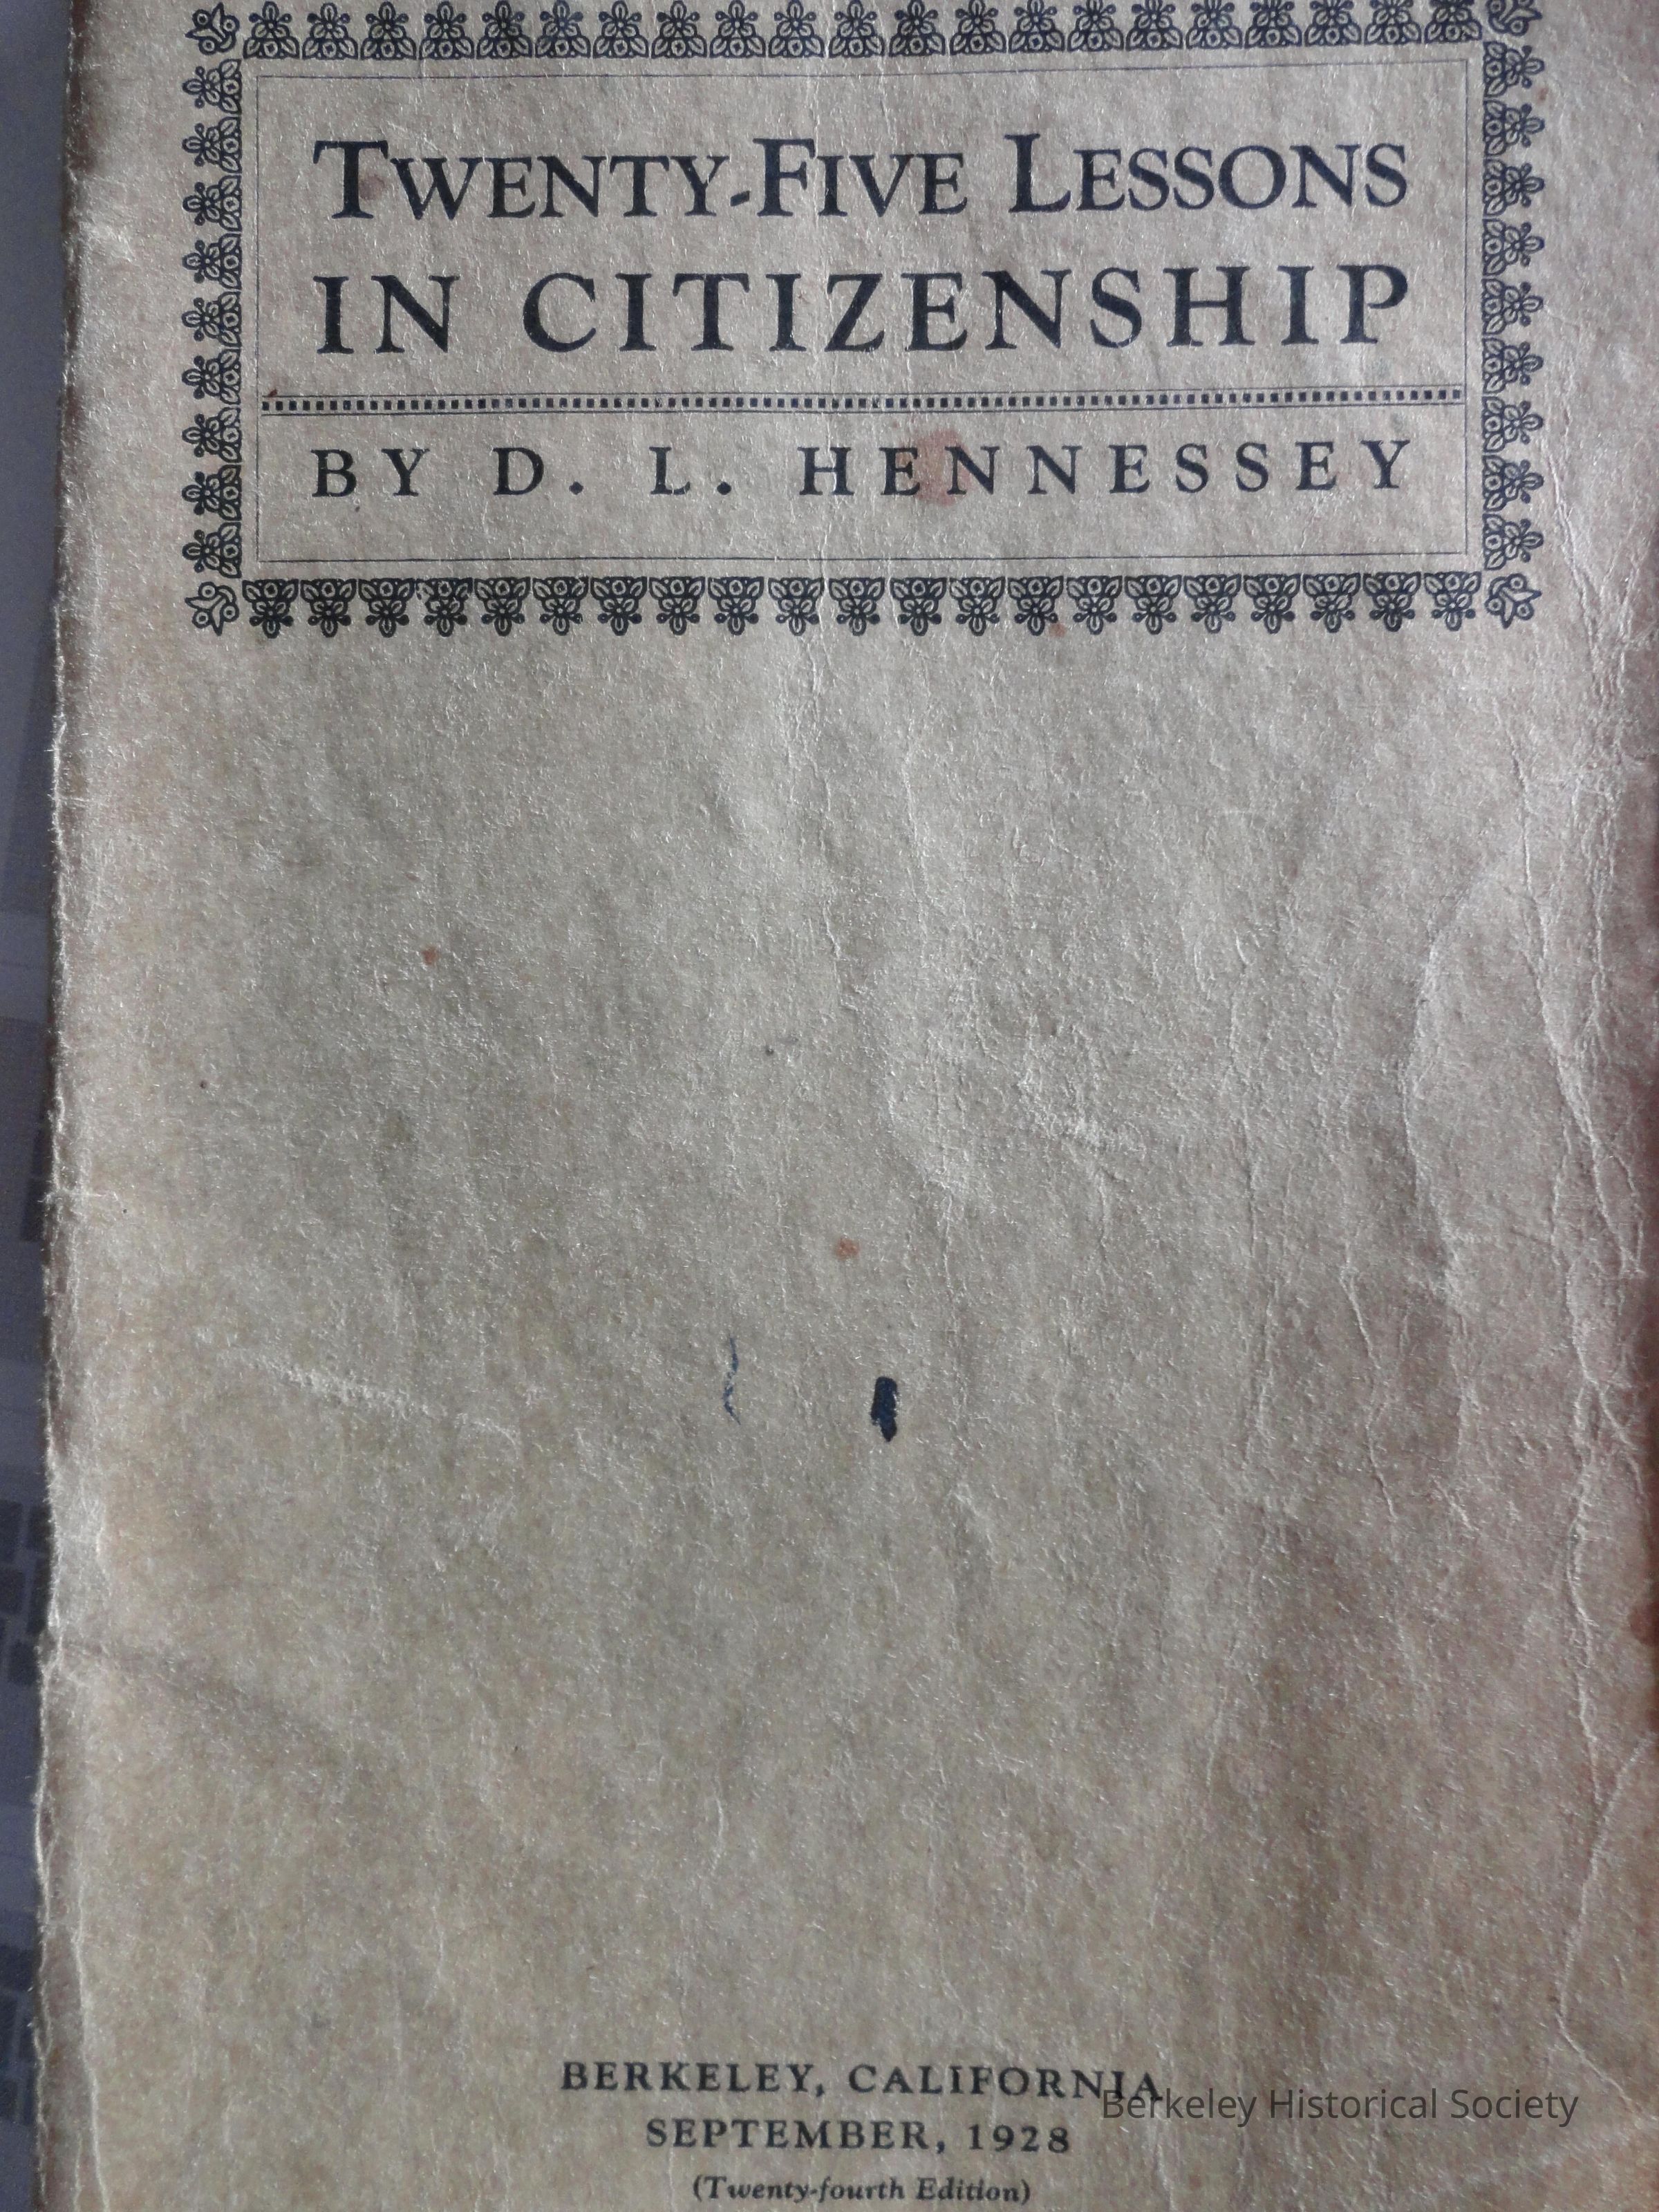 TWENTY-FIVE LESSONS
IN CITIZENSHIP
BY D. L. HENNESSEY
BERKELEY, CALIFORNIA
Berkeley Historical Society
SEPTEMBER, 1928
(Twenty-fourth Edition)